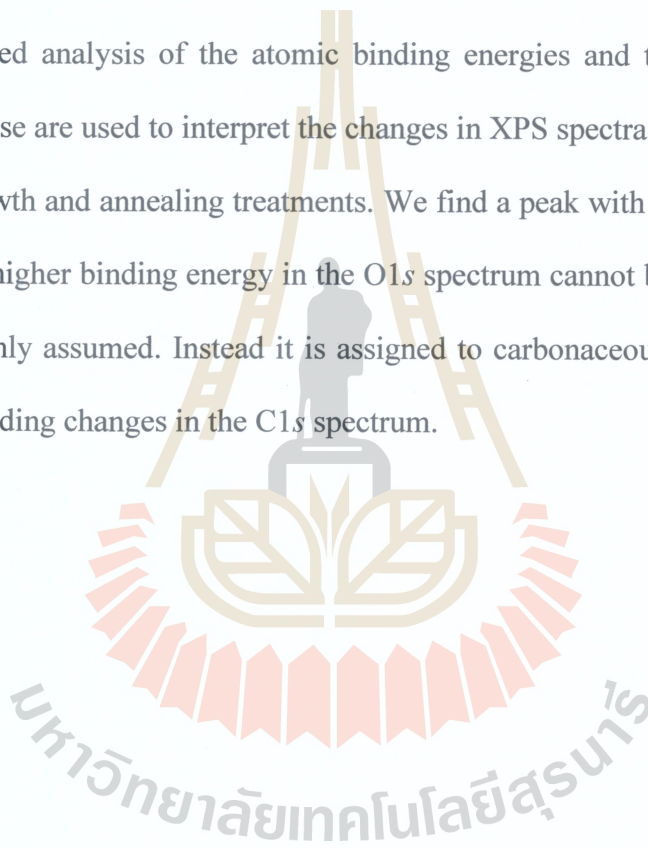 ed analysis of the atomic binding energies and t
se are used to interpret the changes in XPS spectra
vth and annealing treatments. We find a peak with
higher binding energy in the O1s spectrum cannot b
nly assumed. Instead it is assigned to carbonaceou
ding changes in the C1s spectrum.
มหาวิทยาลัยเทคโนโลยีสุรนารี